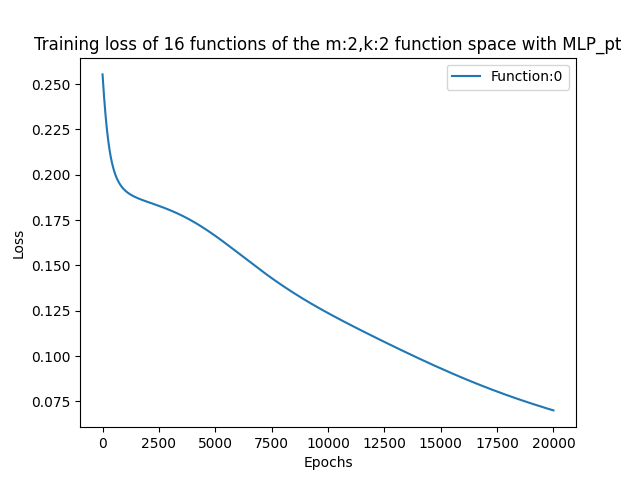 Training loss of 16 functions of the m:2,k:2 function space with MLP_pt
Function:0
Loss
0.250
0.225
0.200
0.175
0.150
0.125
0.100
0.075
0 2500 5000 7500 10000 12500 15000 17500 20000
Epochs